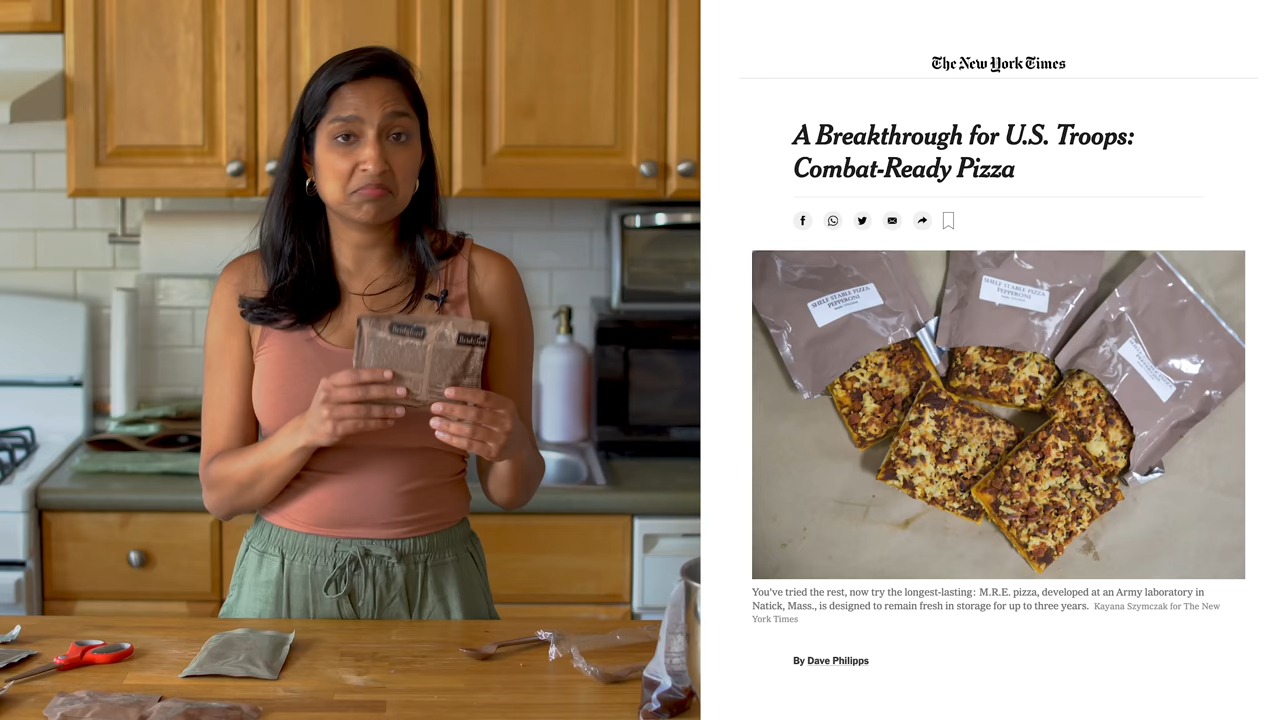 Bridgford
The New York Times
A Breakthrough for U.S. Troops:
Combat-Ready Pizza
SHELF STABLE PIZZA
PEPPERONI
SHELF STABLE PIZZA
PEPPERONI
You've tried the rest, now try the longest-lasting: M.R.E. pizza, developed at an Army laboratory in
Natick, Mass., is designed to remain fresh in storage for up to three years. Kayana Szymczak for The New
York Times
By Dave Philipps